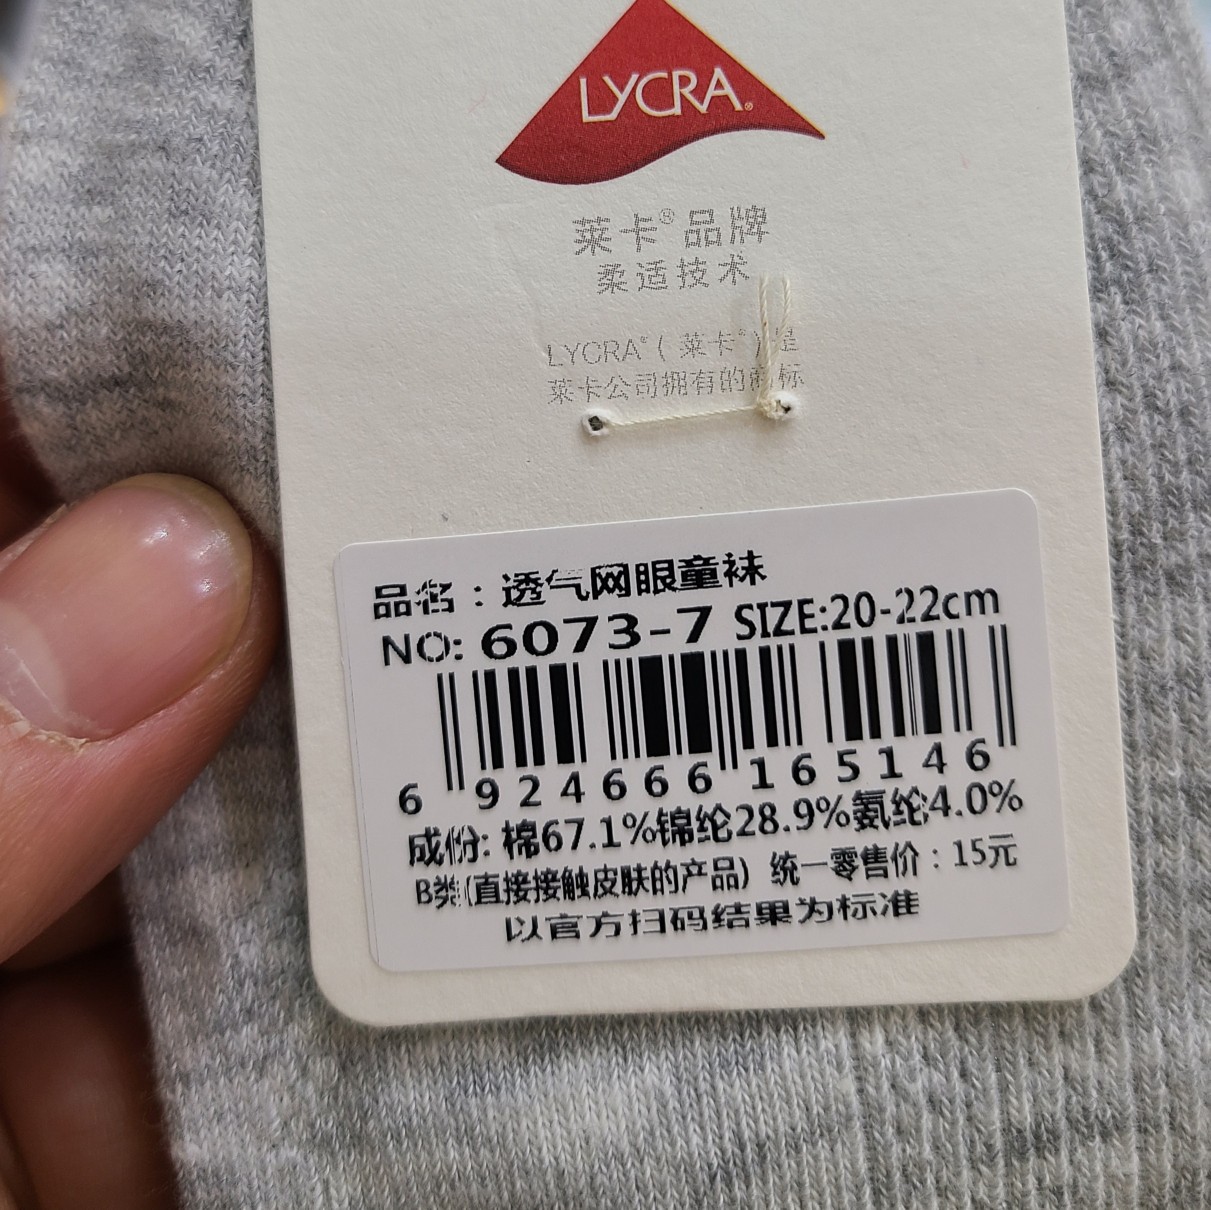 LYCRA®
莱卡®品牌
柔适技术
LYCRA®(莱卡®)是
莱卡公司拥有的商标
品名：透气网眼童袜
NO: 6073-7 SIZE:20-22cm
6 924666 165146
成份: 棉67.1%锦纶28.9%氨纶4.0%
B类(直接接触皮肤的产品) 统一零售价：15元
以官方扫码结果为标准